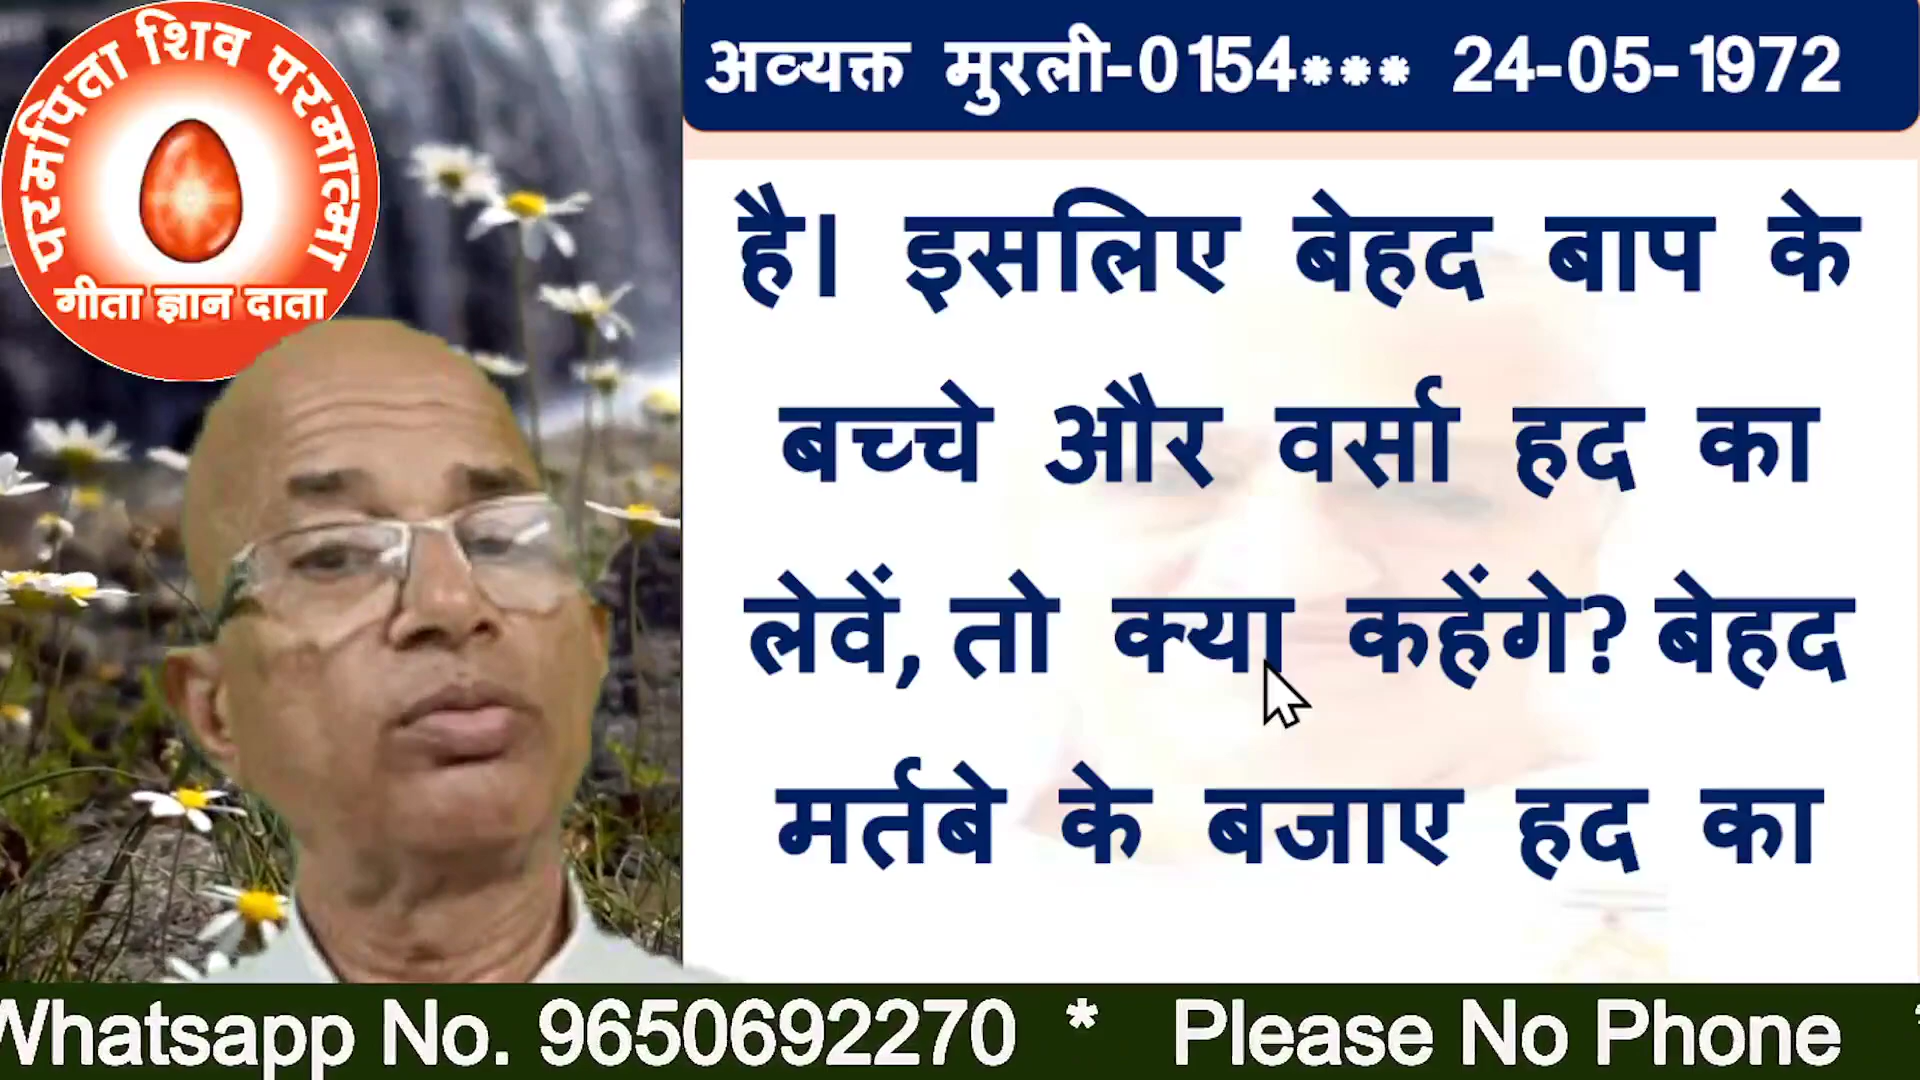 परमपिता शिव परमात्मा
गीता ज्ञान दाता
अव्यक्त मुरली-0154*** 24-05-1972
है। इसलिए बेहद बाप के
बच्चे और वर्सा हद का
लेवें, तो क्या कहेंगे? बेहद
मर्तबे के बजाए हद का
Whatsapp No. 9650692270 * Please No Phone